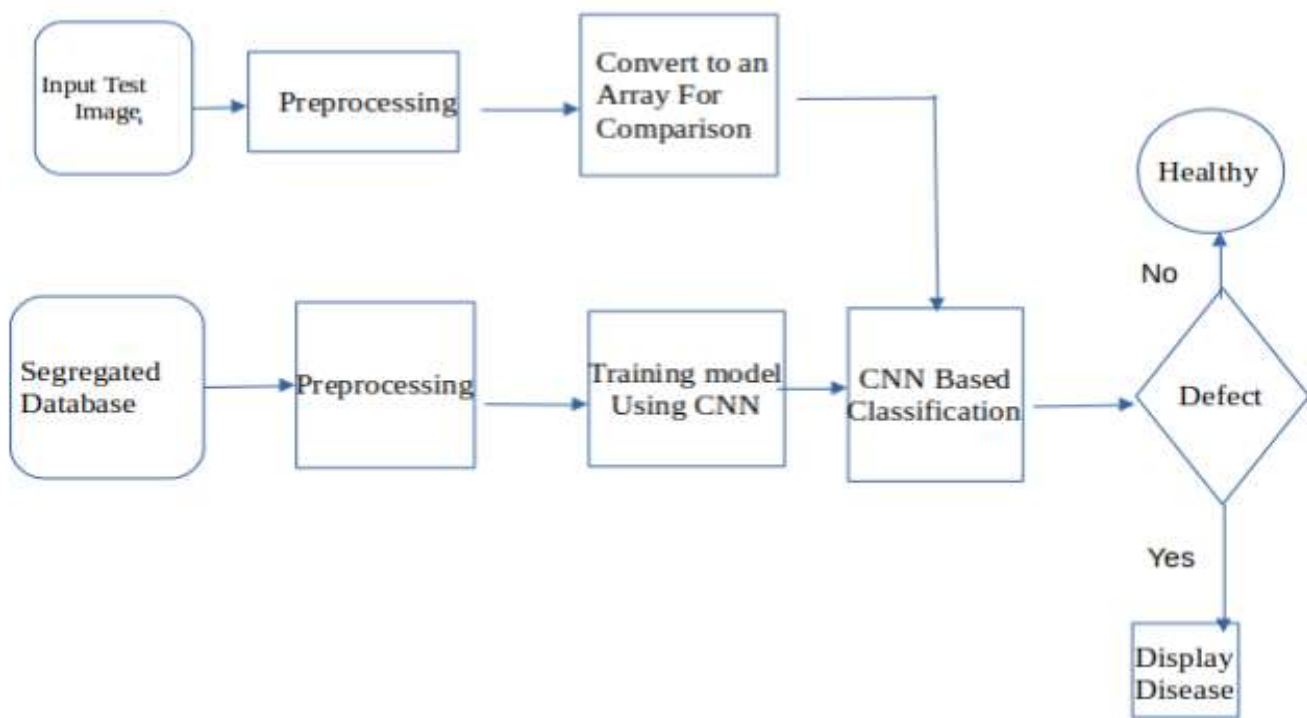 Input Test
Image,
Preprocessing
Convert to an
Array For
Comparison
Healthy
No
Segregated
Database
Preprocessing
Training model
Using CNN
CNN Based
Classification
Defect
Yes
Display
Disease